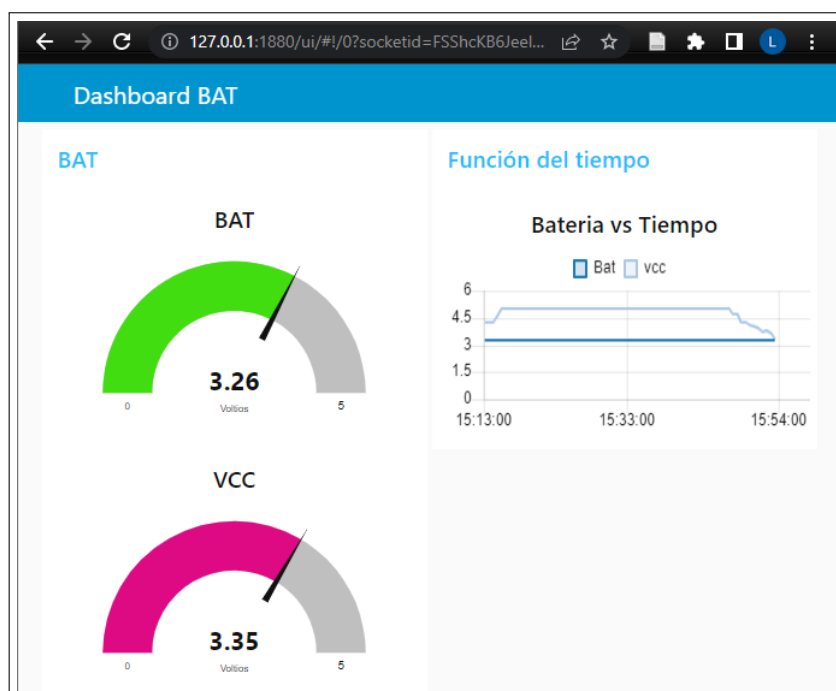 127.0.0.1:1880/ui/#!/0?socketid=FSShcKB6Jeel...
L
Dashboard BAT
BAT
BAT
3.26
0
Voltios
5
VCC
3.35
0
Voltios
5
Función del tiempo
Bateria vs Tiempo
Bat vcc
6
4.5
3
1.5
0
15:13:00 15:33:00 15:54:00